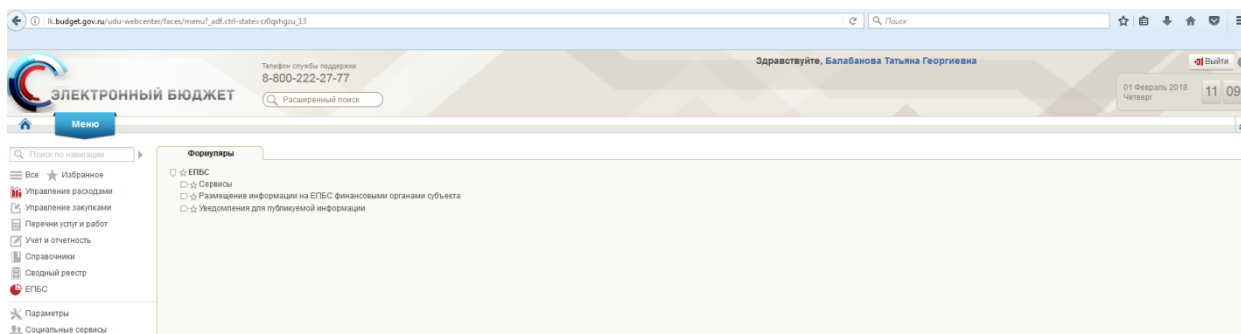 lk.budget.gov.ru/udu-webcenter/faces/menu?_adf.ctrl-state=cr0qxhgzu_13
Поиск
Телефон службы поддержки
8-800-222-27-77
Здравствуйте, Балабанова Татьяна Георгиевна
Выйти
ЭЛЕКТРОННЫЙ БЮДЖЕТ
Расширенный поиск
01 Февраль 2018
Четверг
11 09
Меню
Поиск по навигации
Формуляры
Все Избранное
Управление расходами
Управление закупками
Перечни услуг и работ
Учет и отчетность
Справочники
Сводный реестр
ЕПБС
Параметры
Социальные сервисы
ЕПБС
Сервисы
Размещение информации на ЕПБС финансовыми органами субъекта
Уведомления для публикуемой информации